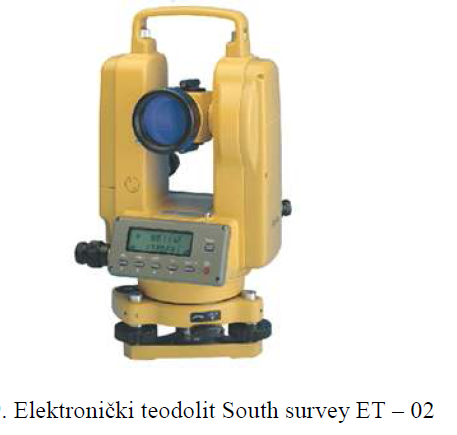 . Elektronički teodolit South survey ET – 02